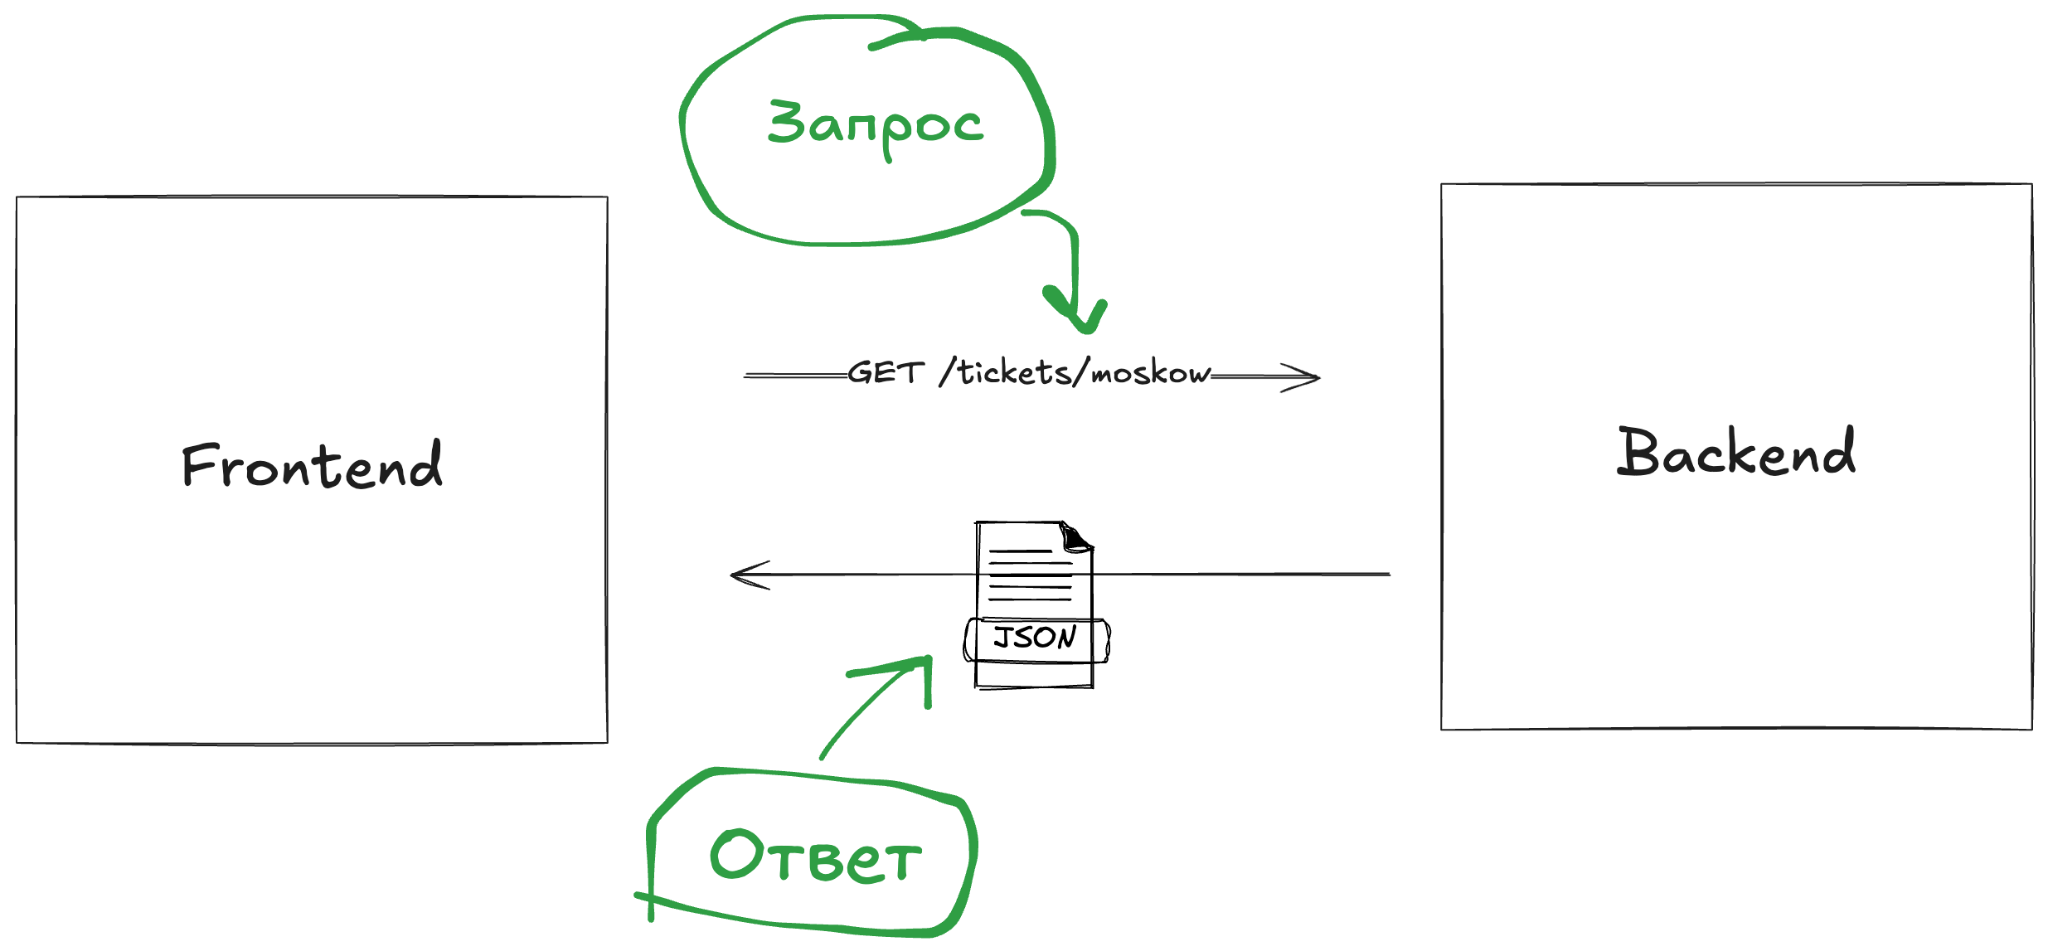 Запрос
GET /tickets/moskow
Frontend
Backend
JSON
Ответ